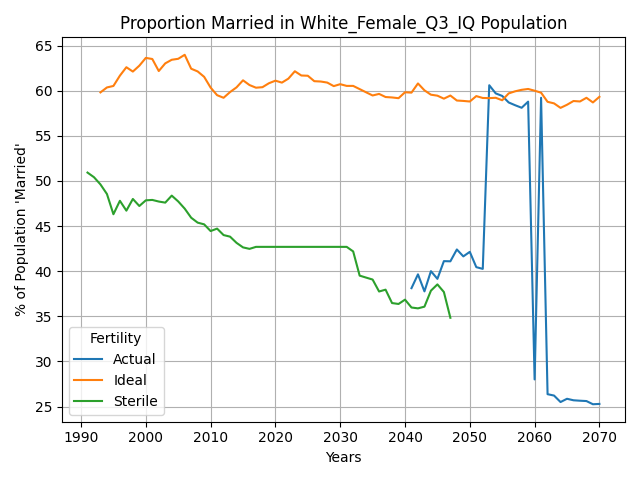 Proportion Married in White_Female_Q3_IQ Population
% of Population 'Married'
65
60
55
50
45
40
35
30
25
Fertility
Actual
Ideal
Sterile
1990 2000 2010 2020 2030 2040 2050 2060 2070
Years